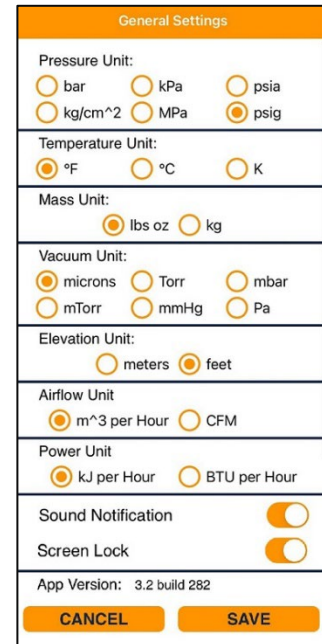 General Settings
Pressure Unit:
bar kPa psia
kg/cm^2 MPa psig
Temperature Unit:
°F °C K
Mass Unit:
lbs oz kg
Vacuum Unit:
microns Torr mbar
mTorr mmHg Pa
Elevation Unit:
meters feet
Airflow Unit
m^3 per Hour CFM
Power Unit
kJ per Hour BTU per Hour
Sound Notification
Screen Lock
App Version: 3.2 build 282
CANCEL SAVE